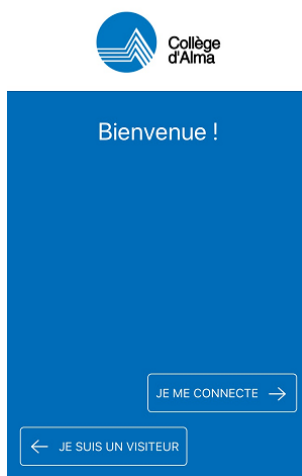 Collège
d'Alma
Bienvenue !
JE ME CONNECTE →
← JE SUIS UN VISITEUR